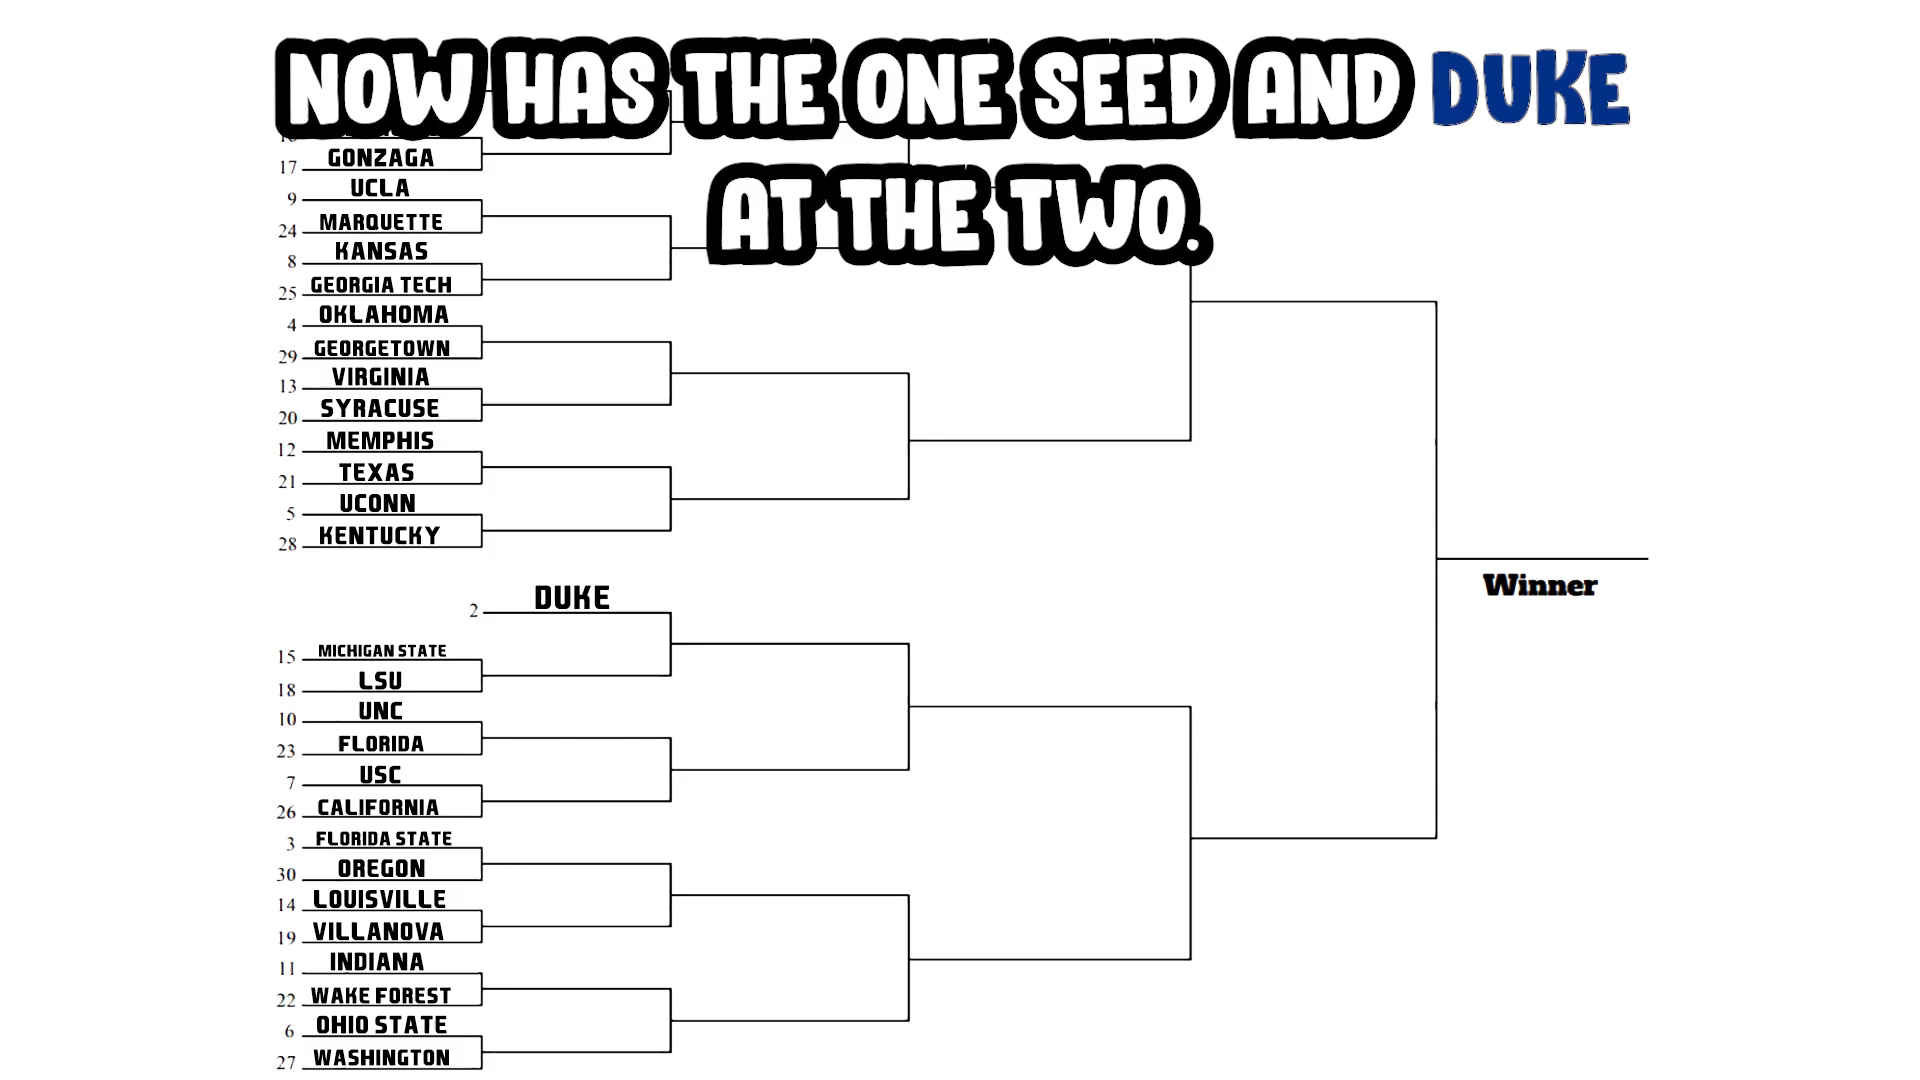 NOW HAS THE ONE SEED AND DUKE
AT THE TWO.
17 GONZAGA
9 UCLA
24 MARQUETTE
8 KANSAS
25 GEORGIA TECH
4 OKLAHOMA
29 GEORGETOWN
13 VIRGINIA
20 SYRACUSE
12 MEMPHIS
21 TEXAS
5 UCONN
28 KENTUCKY
2 DUKE
15 MICHIGAN STATE
18 LSU
10 UNC
23 FLORIDA
7 USC
26 CALIFORNIA
3 FLORIDA STATE
30 OREGON
14 LOUISVILLE
19 VILLANOVA
11 INDIANA
22 WAKE FOREST
6 OHIO STATE
27 WASHINGTON
Winner